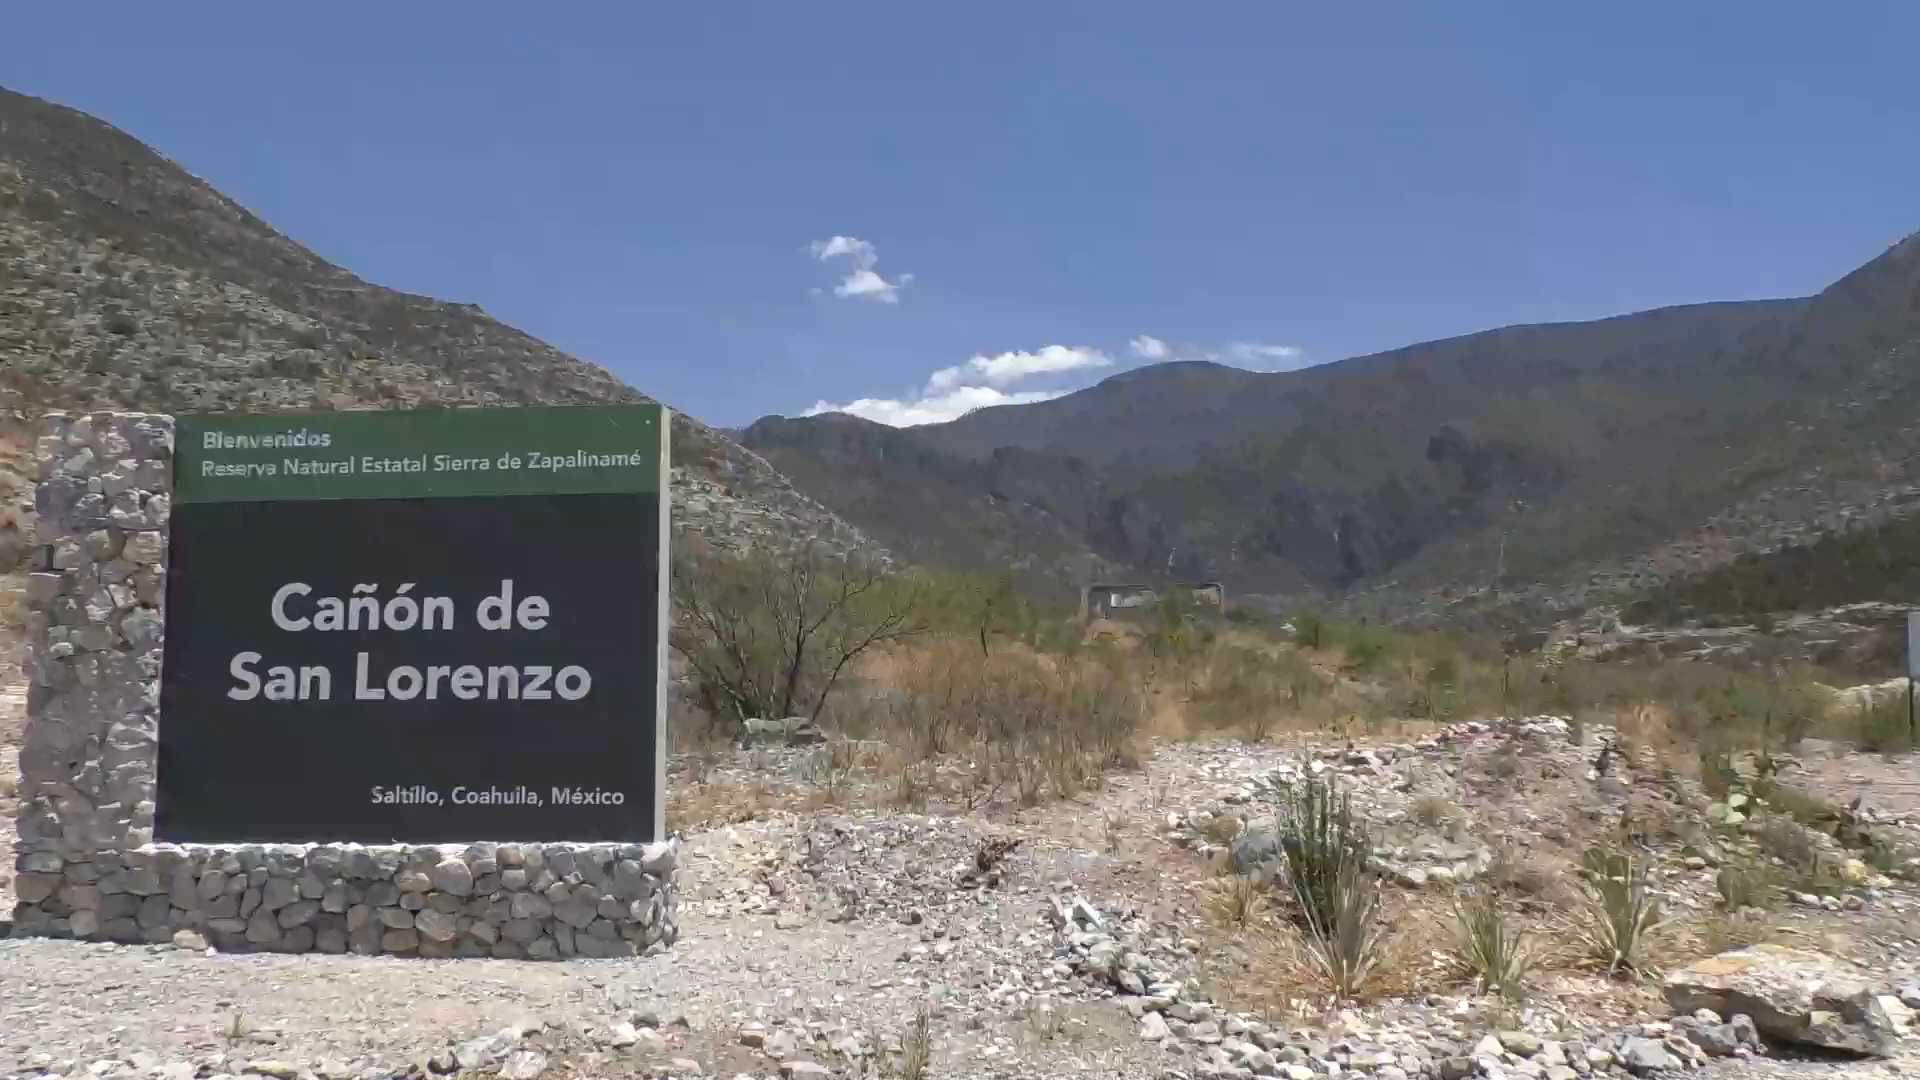 Bienvenidos
Reserva Natural Estatal Sierra de Zapalinamé
Cañón de
San Lorenzo
Saltillo, Coahuila, México